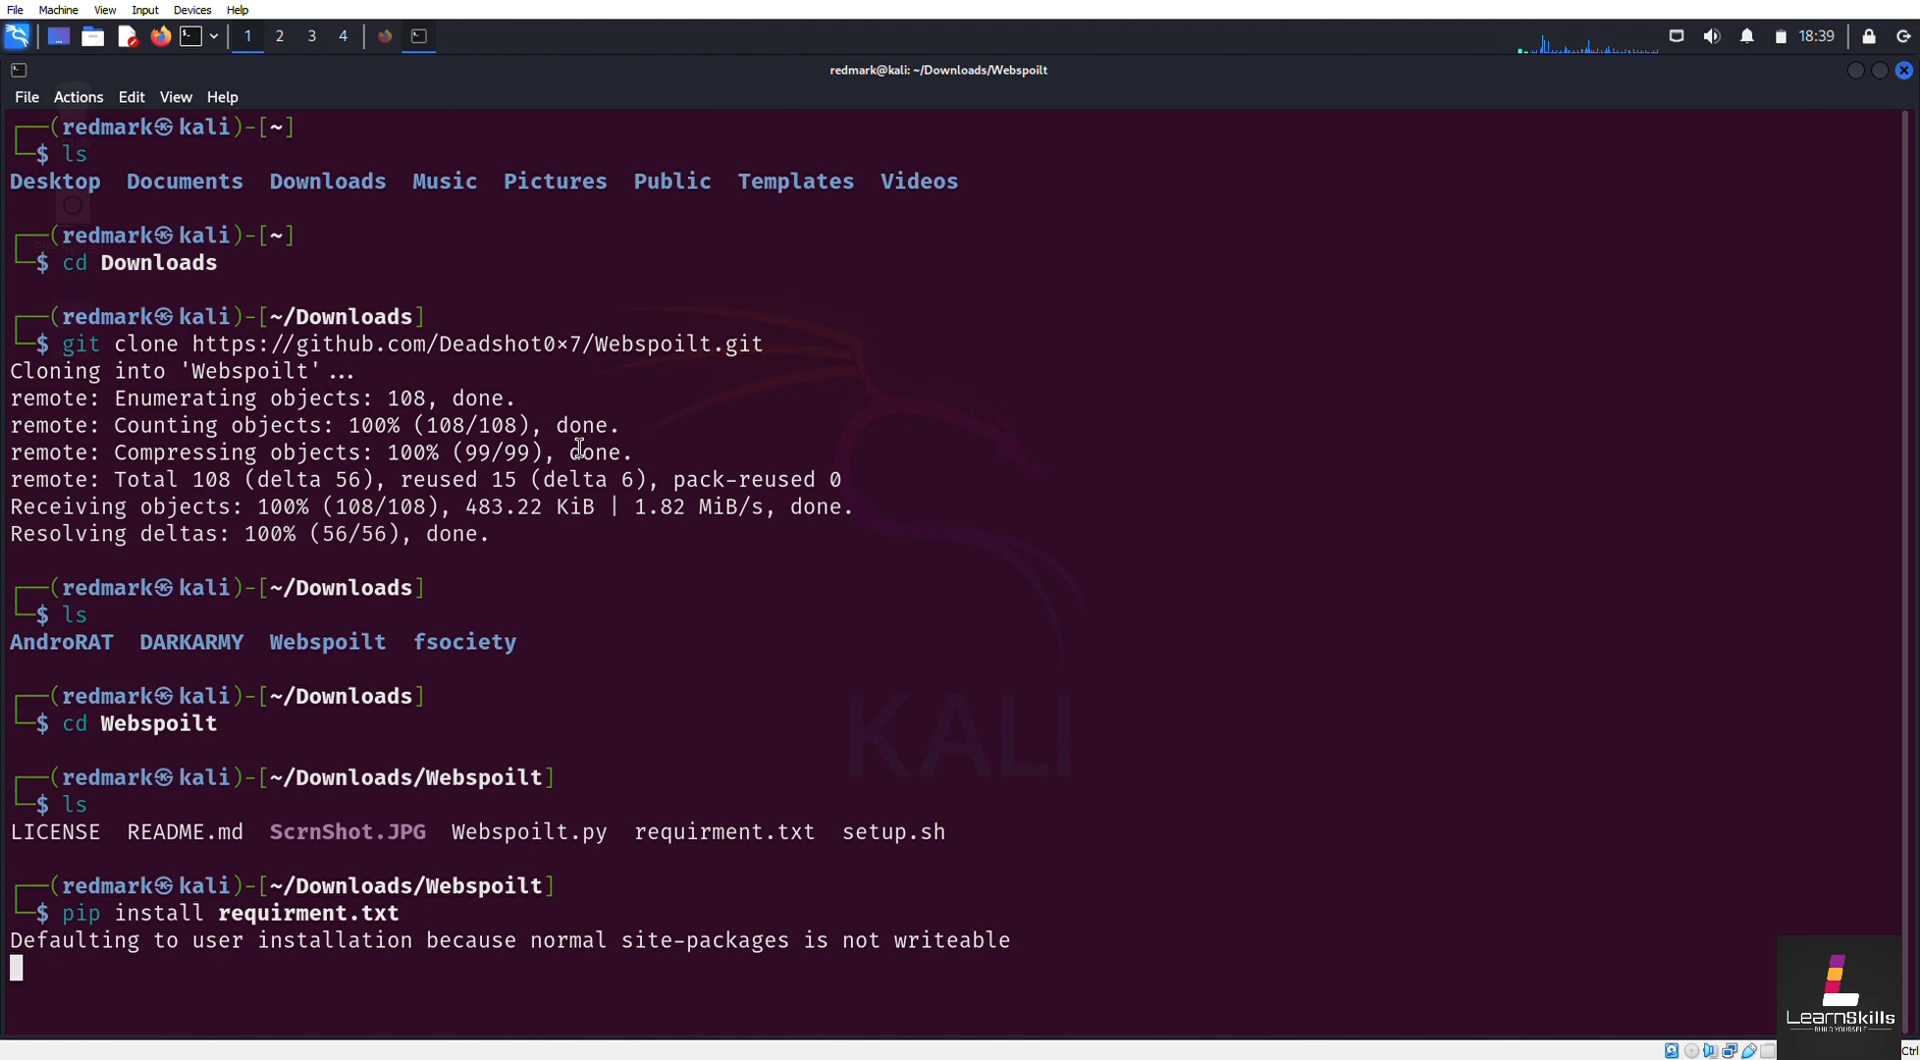 File Machine View Input Devices Help
1 2 3 4 18:39
redmark@kali: ~/Downloads/Webspoilt
File Actions Edit View Help
┌──(redmark㉿kali)-[~]
└─$ ls
Desktop Documents Downloads Music Pictures Public Templates Videos
┌──(redmark㉿kali)-[~]
└─$ cd Downloads
┌──(redmark㉿kali)-[~/Downloads]
└─$ git clone https://github.com/Deadshot0×7/Webspoilt.git
Cloning into 'Webspoilt'...
remote: Enumerating objects: 108, done.
remote: Counting objects: 100% (108/108), done.
remote: Compressing objects: 100% (99/99), done.
remote: Total 108 (delta 56), reused 15 (delta 6), pack-reused 0
Receiving objects: 100% (108/108), 483.22 KiB | 1.82 MiB/s, done.
Resolving deltas: 100% (56/56), done.
┌──(redmark㉿kali)-[~/Downloads]
└─$ ls
AndroRAT DARKARMY Webspoilt fsociety
┌──(redmark㉿kali)-[~/Downloads]
└─$ cd Webspoilt
KALI
┌──(redmark㉿kali)-[~/Downloads/Webspoilt]
└─$ ls
LICENSE README.md ScrnShot.JPG Webspoilt.py requirment.txt setup.sh
┌──(redmark㉿kali)-[~/Downloads/Webspoilt]
└─$ pip install requirment.txt
Defaulting to user installation because normal site-packages is not writeable
LearnSkills
BUILD YOURSELF
Ctrl